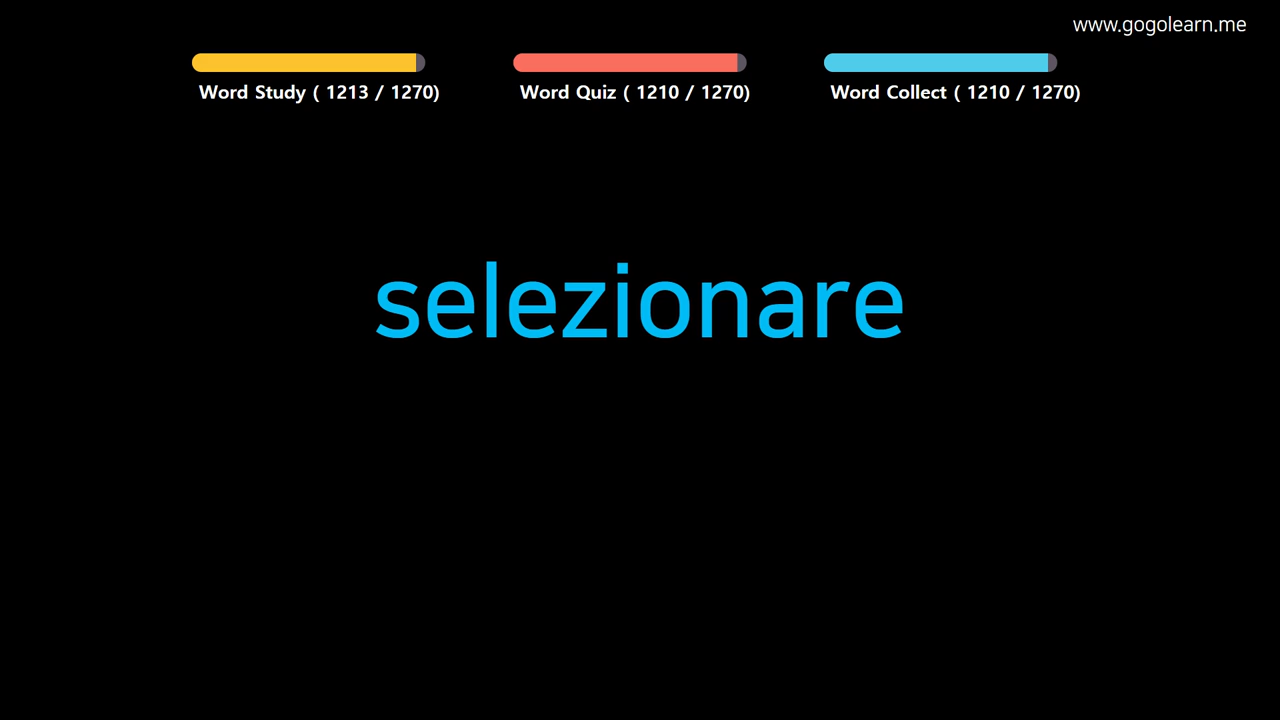 www.gogolearn.me
Word Study ( 1213 / 1270)
Word Quiz ( 1210 / 1270)
Word Collect ( 1210 / 1270)
selezionare